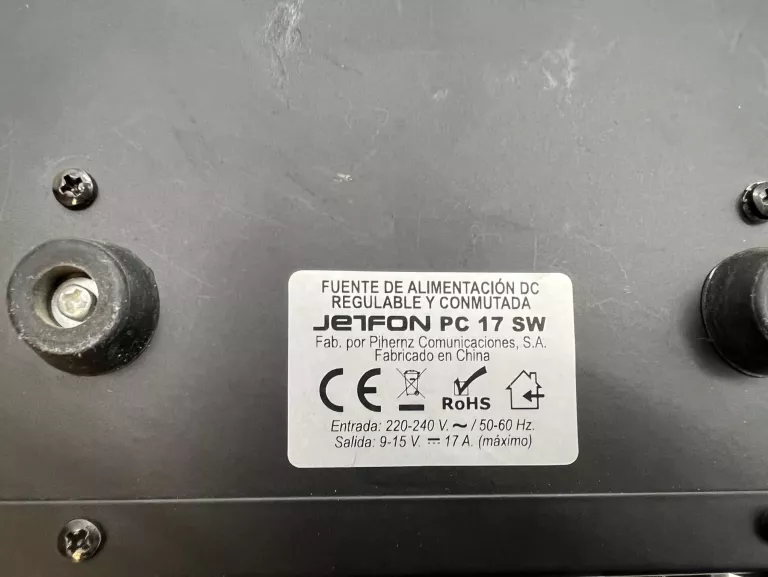 FUENTE DE ALIMENTACIÓN DC
REGULABLE Y CONMUTADA
JETFON PC 17 SW
Fab. por Pihernz Comunicaciones, S.A.
Fabricado en China
CE
RoHS
Entrada: 220-240 V. ~ / 50-60 Hz.
Salida: 9-15 V. ⎓ 17 A. (máximo)